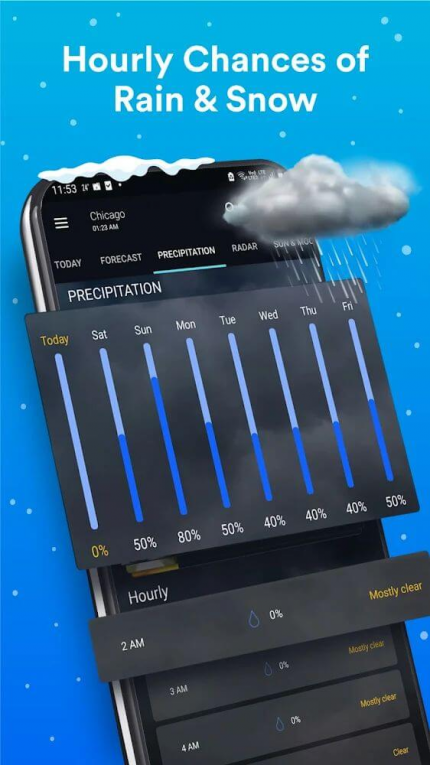 Hourly Chances of
Rain & Snow
11:53
Chicago
01:23 AM
TODAY FORECAST PRECIPITATION RADAR
PRECIPITATION
Today Sat Sun Mon Tue Wed Thu Fri
0% 50% 80% 50% 40% 40% 40% 50%
Hourly
2 AM 0% Mostly clear
3 AM 0% Mostly clear
4 AM 0% Mostly clear
Clear